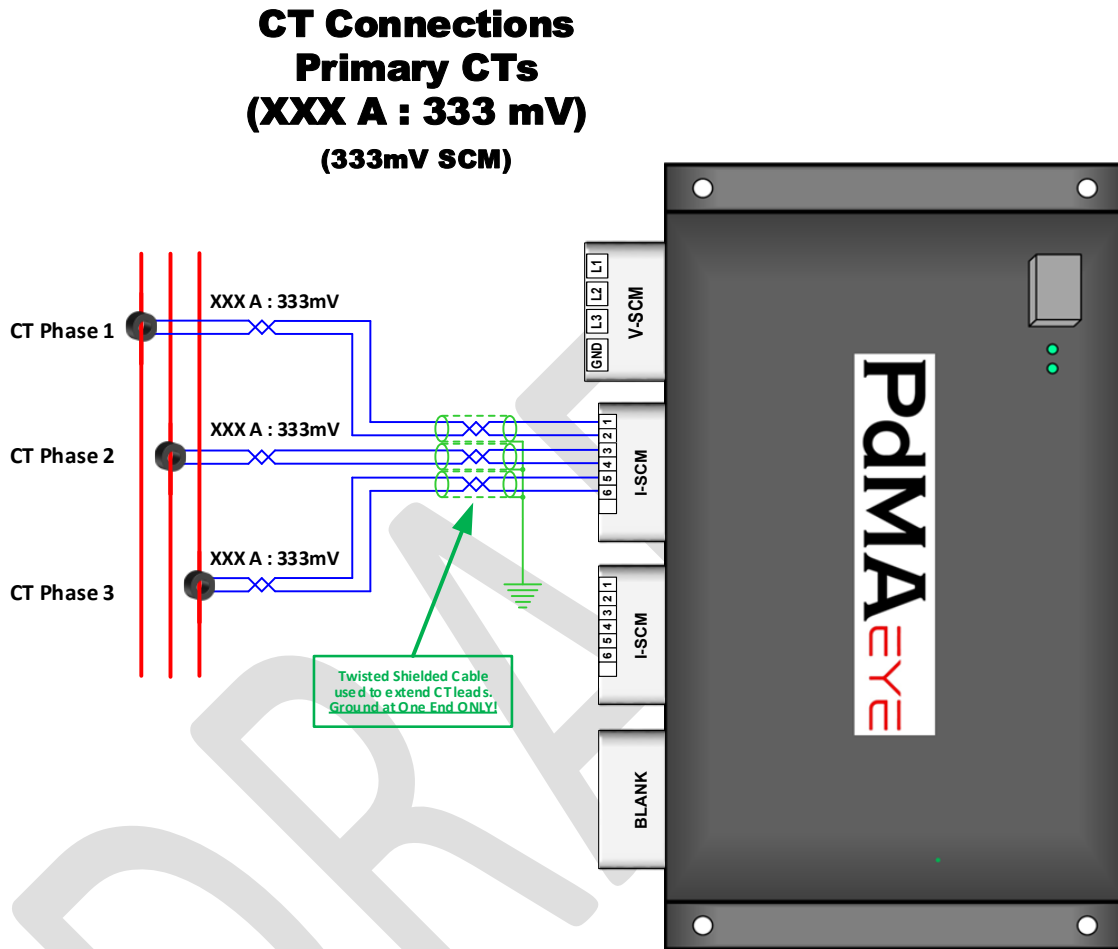 CT Connections
Primary CTs
(XXX A : 333 mV)
(333mV SCM)
XXX A : 333mV
CT Phase 1
XXX A : 333mV
CT Phase 2
XXX A : 333mV
CT Phase 3
Twisted Shielded Cable
used to extend CT leads.
Ground at One End ONLY!
L1
L2
L3
GND
V-SCM
1
2
3
4
5
6
I-SCM
1
2
3
4
5
6
I-SCM
BLANK
PdMA EYE
DRAFT